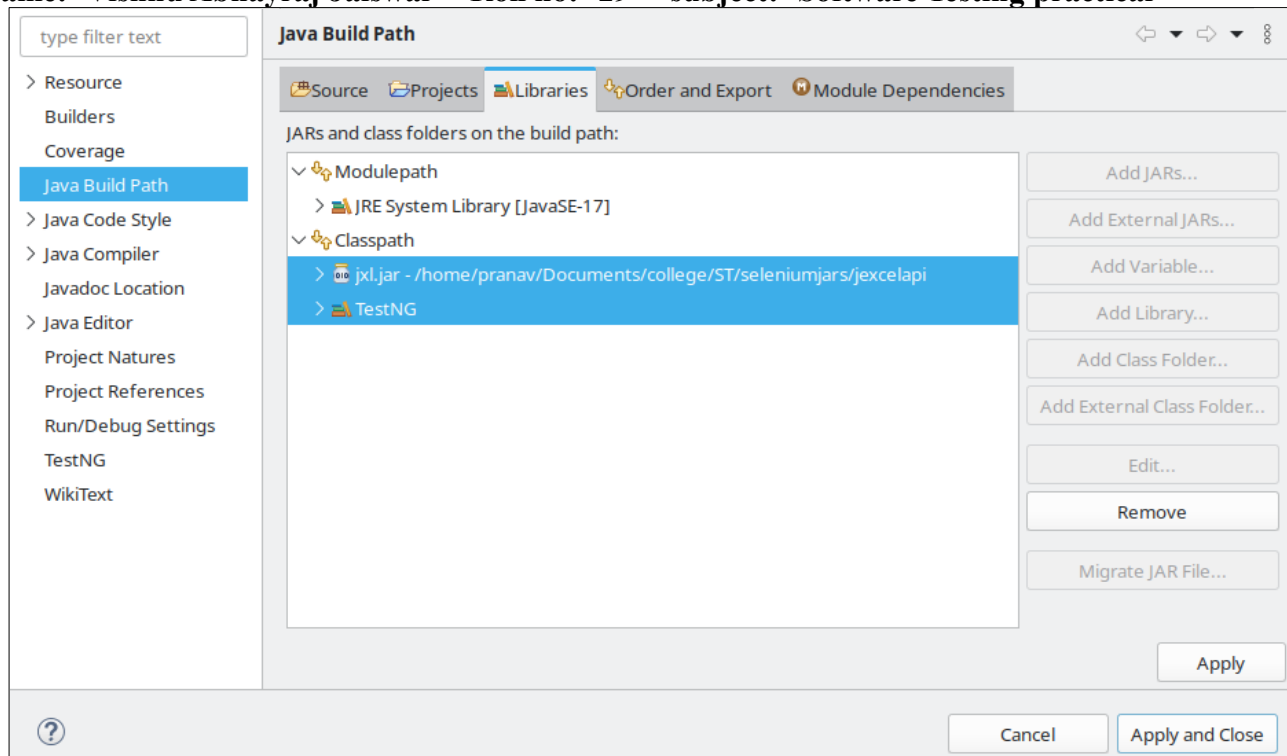 type filter text
Java Build Path
Resource
Builders
Coverage
Java Build Path
Java Code Style
Java Compiler
Javadoc Location
Java Editor
Project Natures
Project References
Run/Debug Settings
TestNG
WikiText
Source Projects Libraries Order and Export Module Dependencies
JARs and class folders on the build path:
Modulepath
JRE System Library [JavaSE-17]
Classpath
jxl.jar - /home/pranav/Documents/college/ST/seleniumjars/jexcelapi
TestNG
Add JARs...
Add External JARs...
Add Variable...
Add Library...
Add Class Folder...
Add External Class Folder...
Edit...
Remove
Migrate JAR File...
Apply
Cancel Apply and Close